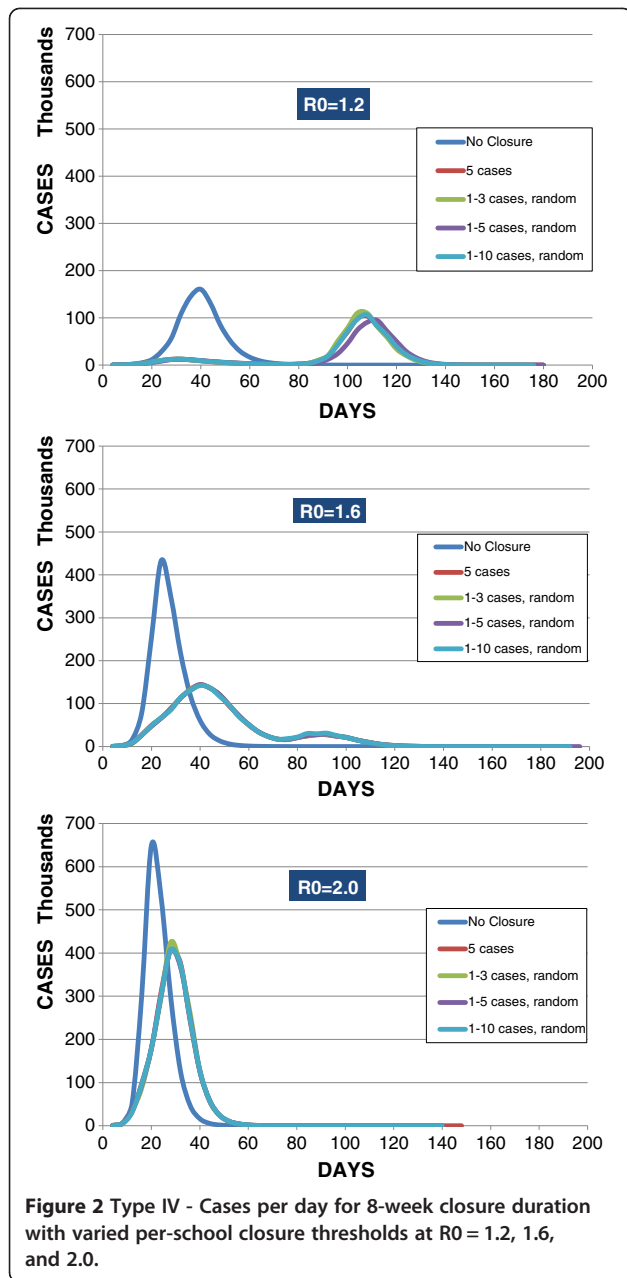 700
600
500
400
300
200
100
0
CASES Thousands
R0=1.2
No Closure
5 cases
1-3 cases, random
1-5 cases, random
1-10 cases, random
0 20 40 60 80 100 120 140 160 180 200
DAYS
700
600
500
400
300
200
100
0
CASES Thousands
R0=1.6
No Closure
5 cases
1-3 cases, random
1-5 cases, random
1-10 cases, random
0 20 40 60 80 100 120 140 160 180 200
DAYS
700
600
500
400
300
200
100
0
CASES Thousands
R0=2.0
No Closure
5 cases
1-3 cases, random
1-5 cases, random
1-10 cases, random
0 20 40 60 80 100 120 140 160 180 200
DAYS
Figure 2 Type IV - Cases per day for 8-week closure duration
with varied per-school closure thresholds at R0 = 1.2, 1.6,
and 2.0.